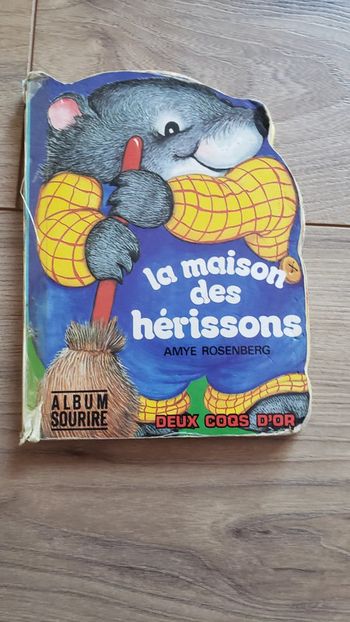 la maison
des
hérissons
AMYE ROSENBERG
ALBUM
SOURIRE
DEUX COQS D'OR